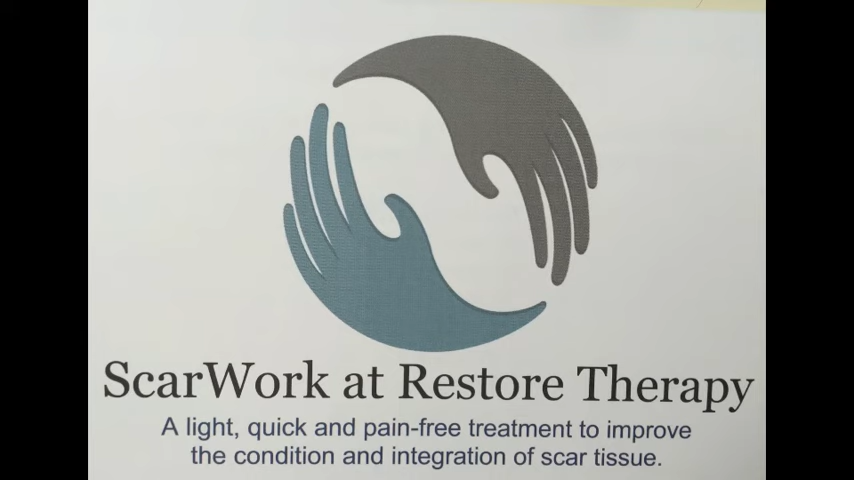 ScarWork at Restore Therapy
A light, quick and pain-free treatment to improve
the condition and integration of scar tissue.